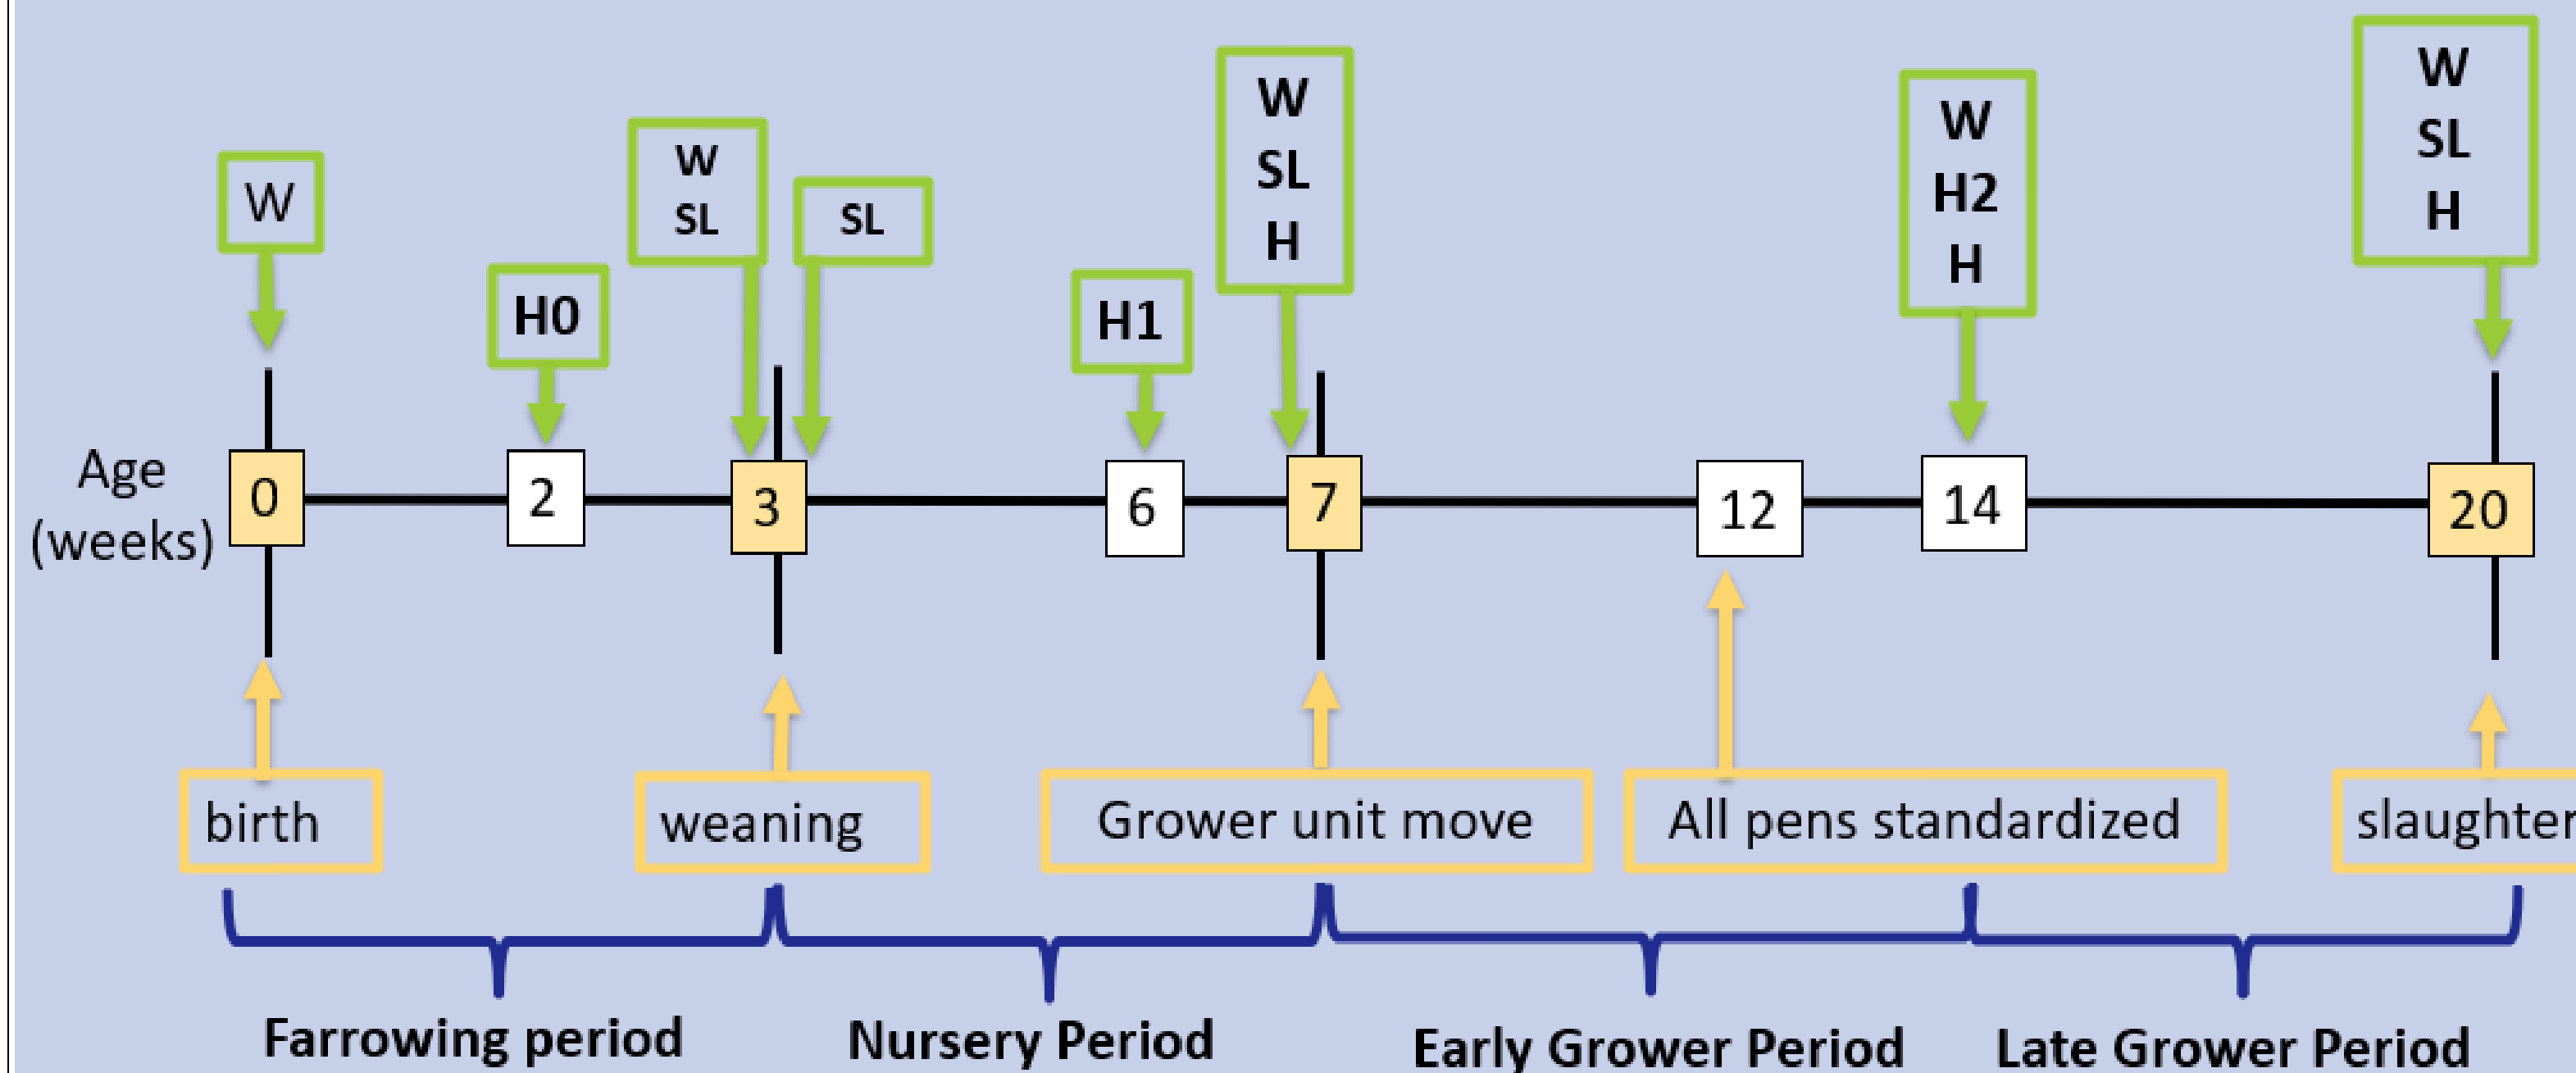 W
W
SL
SL
H0
H1
W
SL
H
W
H2
H
W
SL
H
Age
(weeks)
0
2
3
6
7
12
14
20
birth
weaning
Grower unit move
All pens standardized
slaughter
Farrowing period
Nursery Period
Early Grower Period
Late Grower Period